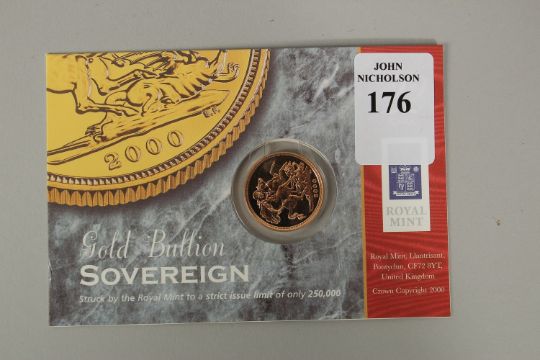 JOHN
NICHOLSON
176
2000
ROYAL
MINT
Gold Bullion
SOVEREIGN
Struck by the Royal Mint to a strict issue limit of only 250,000
Royal Mint, Llantrisant,
Pontyclun, CF72 8YT,
United Kingdom
Crown Copyright 2000
2000